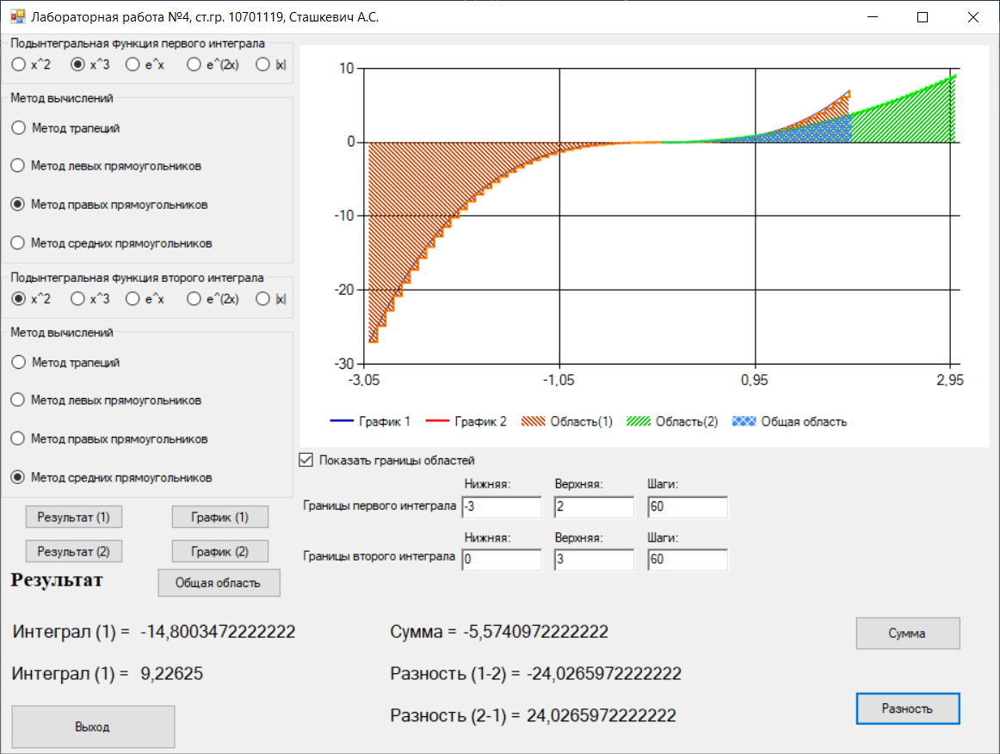 Лабораторная работа №4, ст.гр. 10701119, Сташкевич А.С.
Подынтегральная функция первого интеграла
x^2 x^3 e^x e^(2x) |x|
Метод вычислений
Метод трапеций
Метод левых прямоугольников
Метод правых прямоугольников
Метод средних прямоугольников
Подынтегральная функция второго интеграла
x^2 x^3 e^x e^(2x) |x|
Метод вычислений
Метод трапеций
Метод левых прямоугольников
Метод правых прямоугольников
Метод средних прямоугольников
Результат (1) График (1)
Результат (2) График (2)
Результат
Общая область
10
0
-10
-20
-30
-3,05 -1,05 0,95 2,95
График 1 График 2 Область(1) Область(2) Общая область
Показать границы областей
Нижняя: Верхняя: Шаги:
Границы первого интеграла -3 2 60
Нижняя: Верхняя: Шаги:
Границы второго интеграла 0 3 60
Интеграл (1) = -14,8003472222222
Интеграл (1) = 9,22625
Сумма = -5,5740972222222
Разность (1-2) = -24,0265972222222
Разность (2-1) = 24,0265972222222
Сумма
Разность
Выход